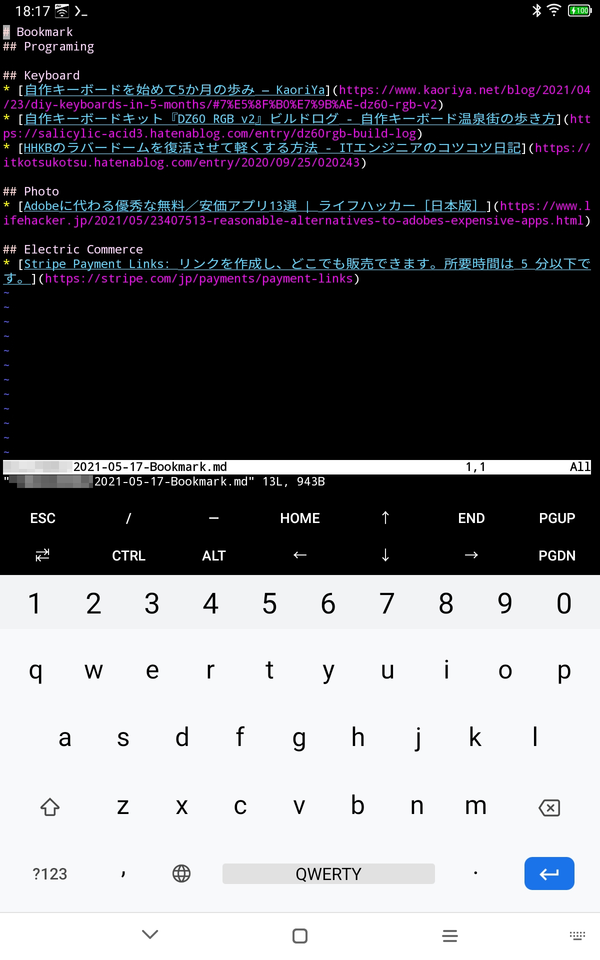 18:17
100
# Bookmark
## Programing
## Keyboard
* [自作キーボードを始めて5か月の歩み — KaoriYa](https://www.kaoriya.net/blog/2021/04
/23/diy-keyboards-in-5-months/#7%E5%8F%B0%E7%9B%AE-dz60-rgb-v2)
* [自作キーボードキット『DZ60 RGB v2』ビルドログ - 自作キーボード温泉街の歩き方](htt
ps://salicylic-acid3.hatenablog.com/entry/dz60rgb-build-log)
* [HHKBのラバードームを復活させて軽くする方法 - ITエンジニアのコツコツ日記](https://
itkotsukotsu.hatenablog.com/entry/2020/09/25/020243)
## Photo
* [Adobeに代わる優秀な無料／安価アプリ13選 | ライフハッカー［日本版］](https://www.l
ifehacker.jp/2021/05/23407513-reasonable-alternatives-to-adobes-expensive-apps.html)
## Electric Commerce
* [Stripe Payment Links: リンクを作成し、どこでも販売できます。所要時間は 5 分以下で
す。](https://stripe.com/jp/payments/payment-links)
~
~
~
~
~
~
~
~
~
~
~
~
2021-05-17-Bookmark.md 1,1 All
"2021-05-17-Bookmark.md" 13L, 943B
ESC / — HOME ↑ END PGUP
CTRL ALT ← ↓ → PGDN
1 2 3 4 5 6 7 8 9 0
q w e r t y u i o p
a s d f g h j k l
z x c v b n m
?123 , QWERTY .